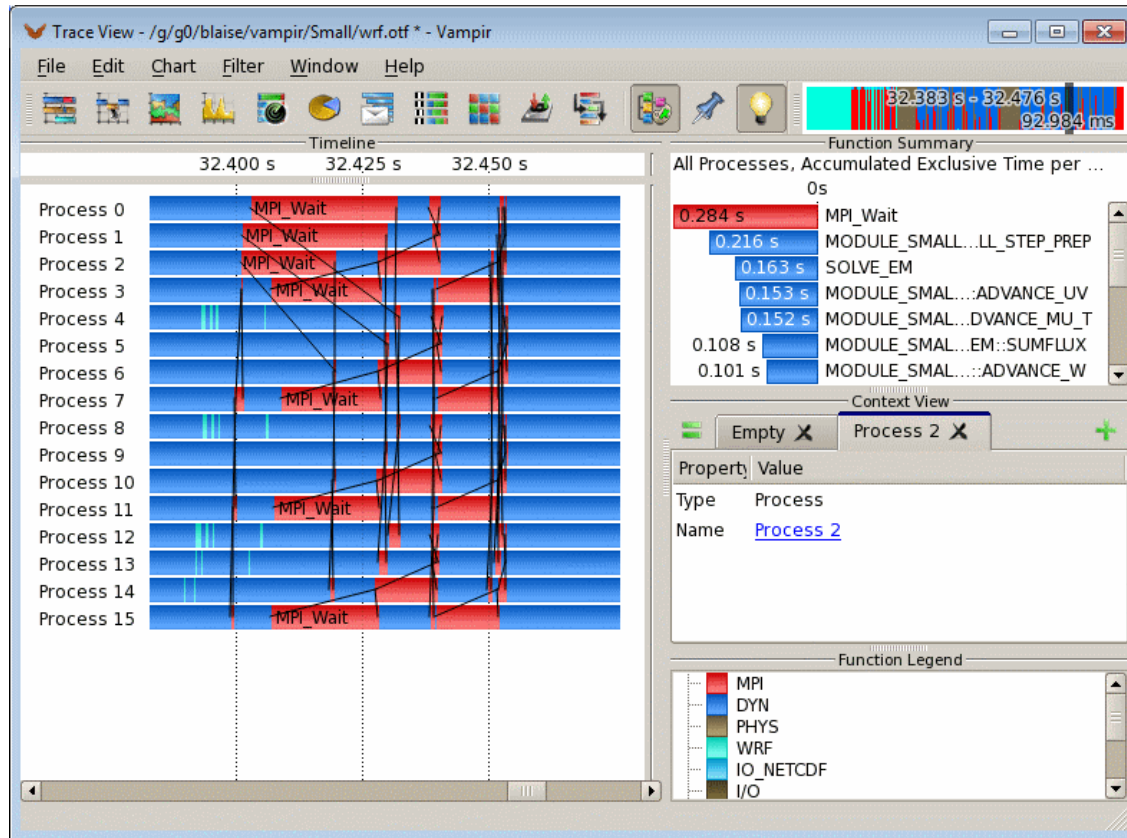 Trace View - /g/g0/blaise/vampir/Small/wrf.otf * - Vampir
File Edit Chart Filter Window Help
32.383 s - 32.476 s
92.984 ms
Timeline
32.400 s 32.425 s 32.450 s
Process 0 MPI_Wait
Process 1 MPI_Wait
Process 2 MPI_Wait
Process 3 MPI_Wait
Process 4
Process 5
Process 6
Process 7 MPI_Wait
Process 8
Process 9
Process 10
Process 11 MPI_Wait
Process 12
Process 13
Process 14
Process 15 MPI_Wait
Function Summary
All Processes, Accumulated Exclusive Time per ...
0s
0.284 s MPI_Wait
0.216 s MODULE_SMALL...LL_STEP_PREP
0.163 s SOLVE_EM
0.153 s MODULE_SMAL...:ADVANCE_UV
0.152 s MODULE_SMAL...DVANCE_MU_T
0.108 s MODULE_SMAL...EM::SUMFLUX
0.101 s MODULE_SMAL...::ADVANCE_W
Context View
Empty Process 2
Property Value
Type Process
Name Process 2
Function Legend
MPI
DYN
PHYS
WRF
IO_NETCDF
I/O